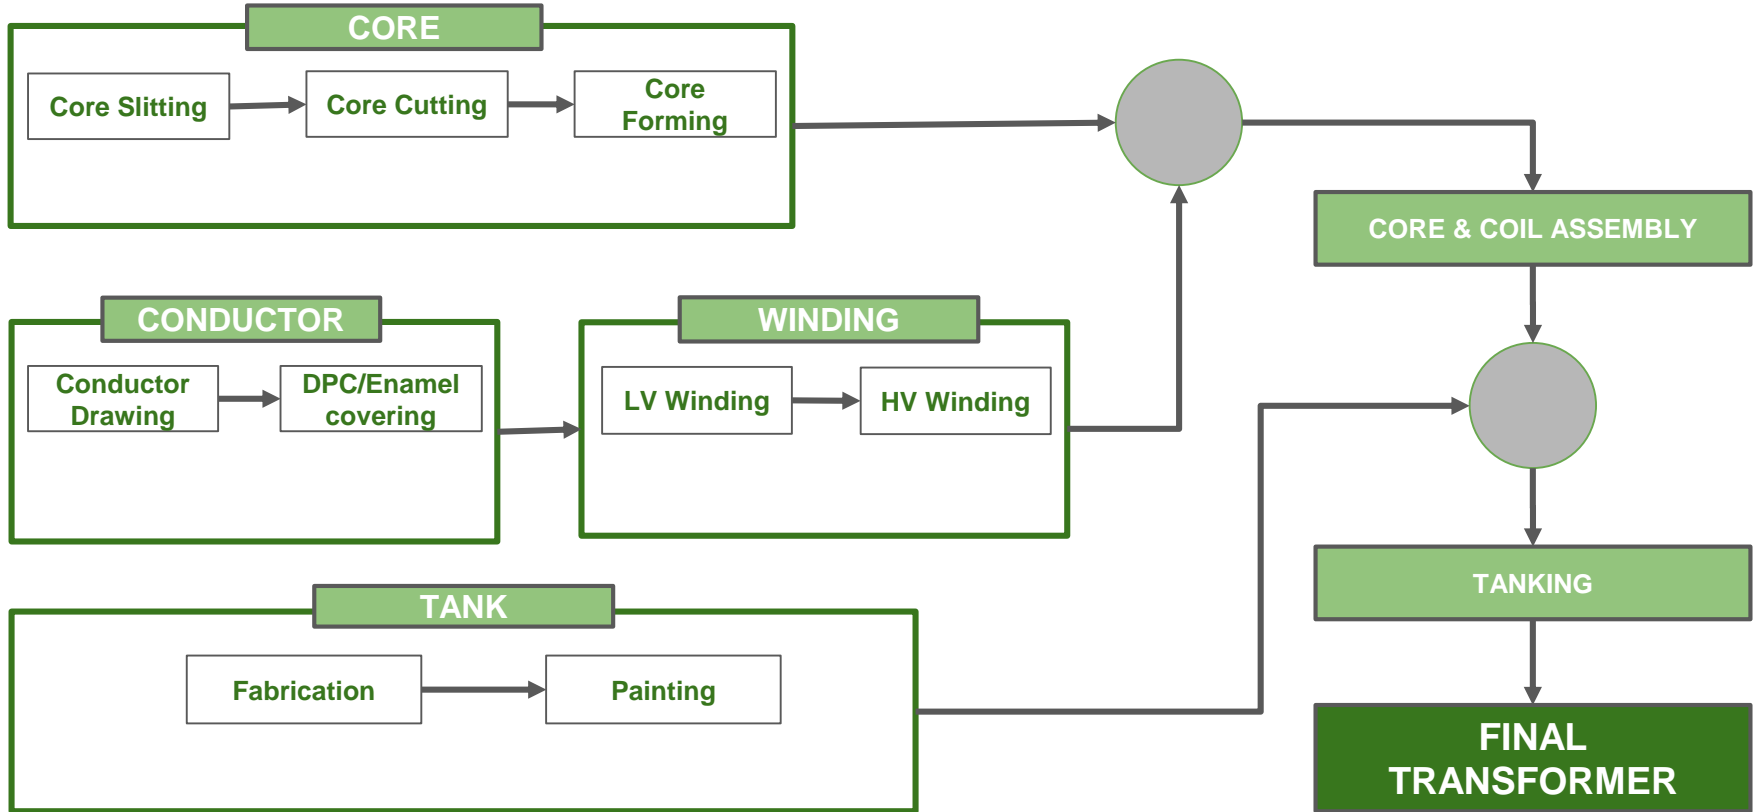 CORE
Core Slitting
Core Cutting
Core
Forming
CORE & COIL ASSEMBLY
CONDUCTOR
Conductor
Drawing
DPC/Enamel
covering
WINDING
LV Winding
HV Winding
TANKING
TANK
Fabrication
Painting
FINAL
TRANSFORMER